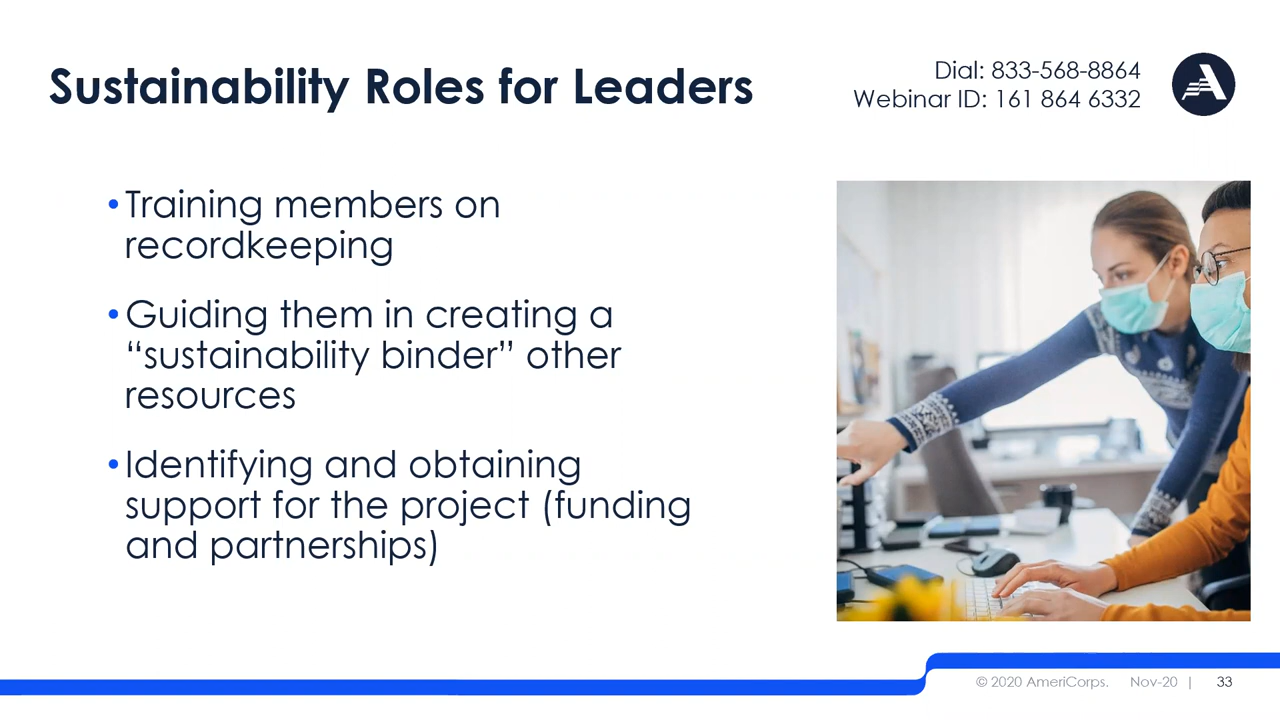 Sustainability Roles for Leaders
Dial: 833-568-8864
Webinar ID: 161 864 6332
•Training members on
recordkeeping
•Guiding them in creating a
“sustainability binder” other
resources
•Identifying and obtaining
support for the project (funding
and partnerships)
© 2020 AmeriCorps. Nov-20 | 33